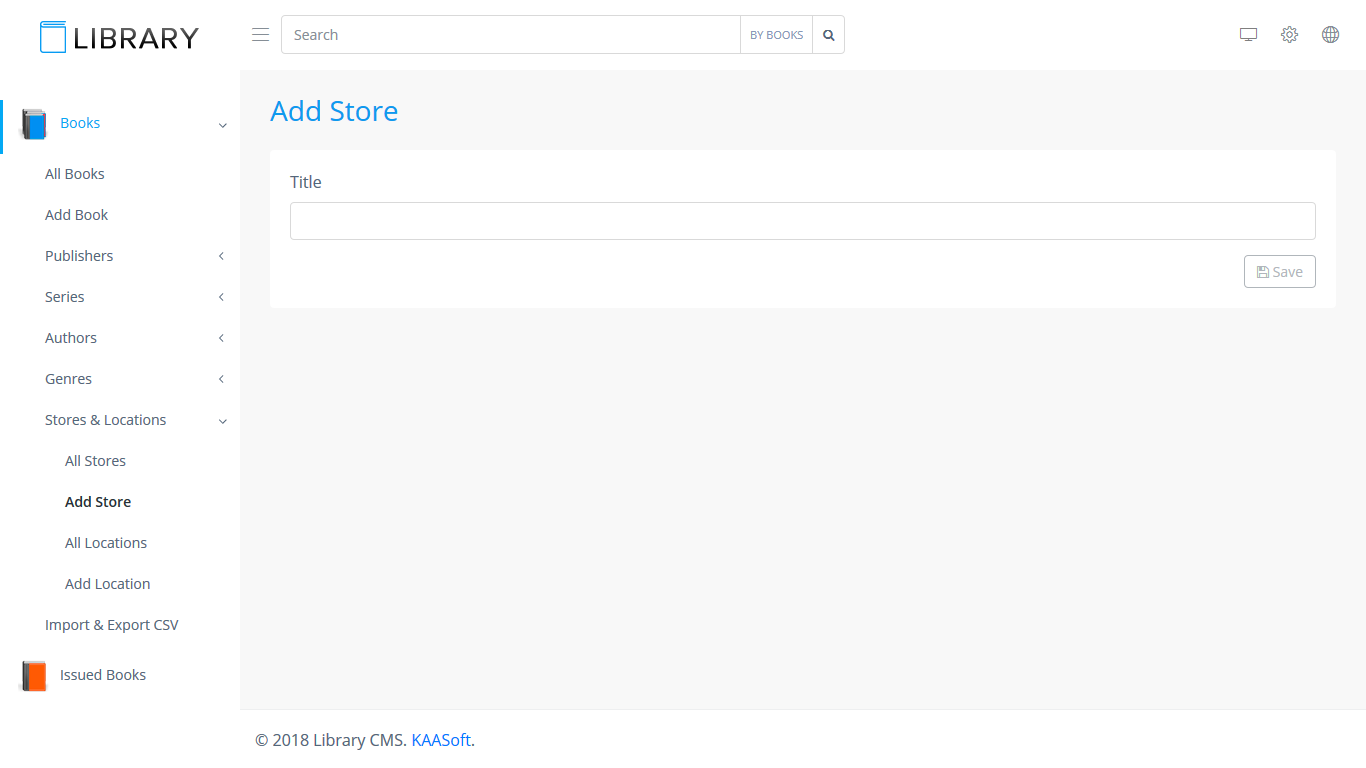 LIBRARY
Search
BY BOOKS
Books
All Books
Add Book
Publishers
Series
Authors
Genres
Stores & Locations
All Stores
Add Store
All Locations
Add Location
Import & Export CSV
Issued Books
Add Store
Title
Save
© 2018 Library CMS. KAASoft.